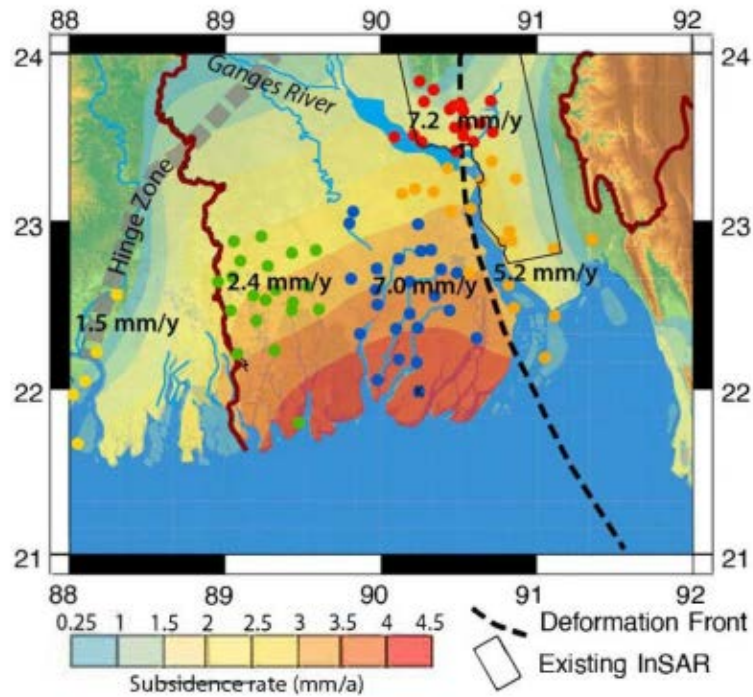 88 89 90 91 92
24 24
Ganges River
7.2 mm/y
Hinge Zone
23 23
2.4 mm/y
7.0 mm/y
5.2 mm/y
1.5 mm/y
22 22
21 21
88 89 90 91 92
0.25 1 1.5 2 2.5 3 3.5 4 4.5
Subsidence rate (mm/a)
Deformation Front
Existing InSAR